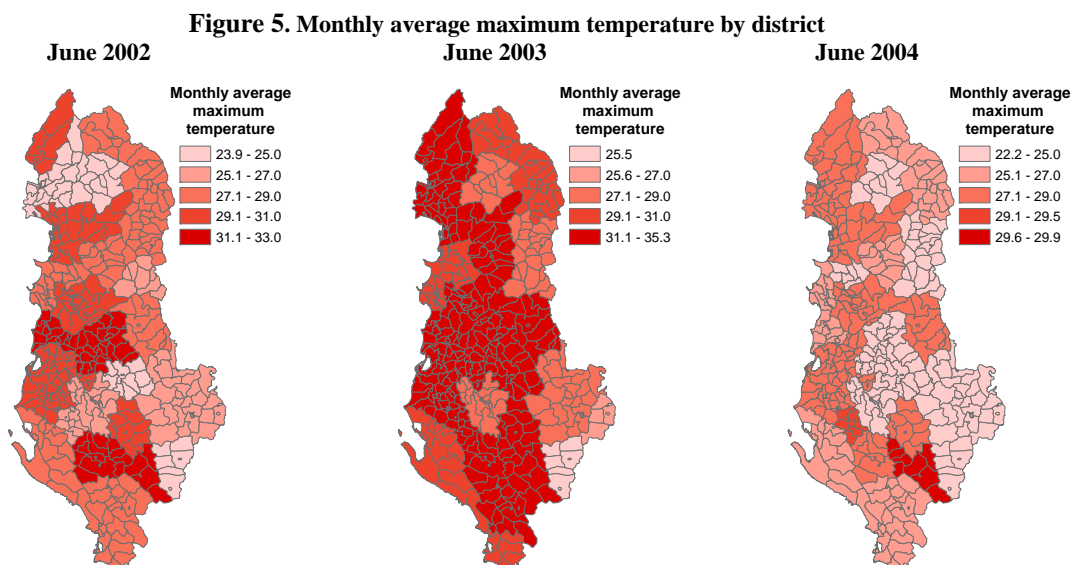 Figure 5. Monthly average maximum temperature by district
June 2002
June 2003
June 2004
Monthly average
maximum
temperature
23.9 - 25.0
25.1 - 27.0
27.1 - 29.0
29.1 - 31.0
31.1 - 33.0
Monthly average
maximum
temperature
25.5
25.6 - 27.0
27.1 - 29.0
29.1 - 31.0
31.1 - 35.3
Monthly average
maximum
temperature
22.2 - 25.0
25.1 - 27.0
27.1 - 29.0
29.1 - 29.5
29.6 - 29.9